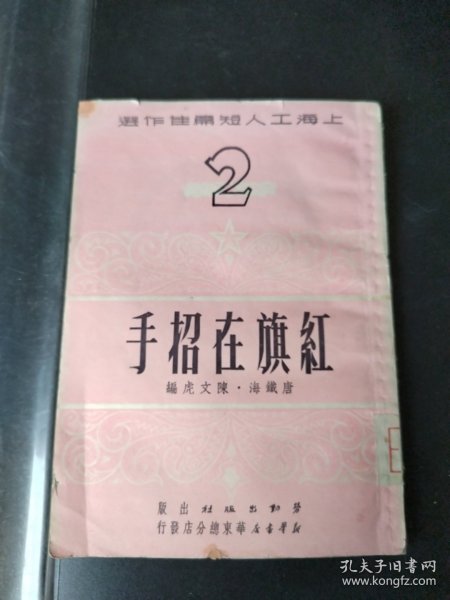 上海工人短篇佳作選
2
紅旗在招手
唐鐵海·陳文虎編
勞動出版社出版
新華書店華東總分店發行
孔夫子旧书网
www.kongfz.com